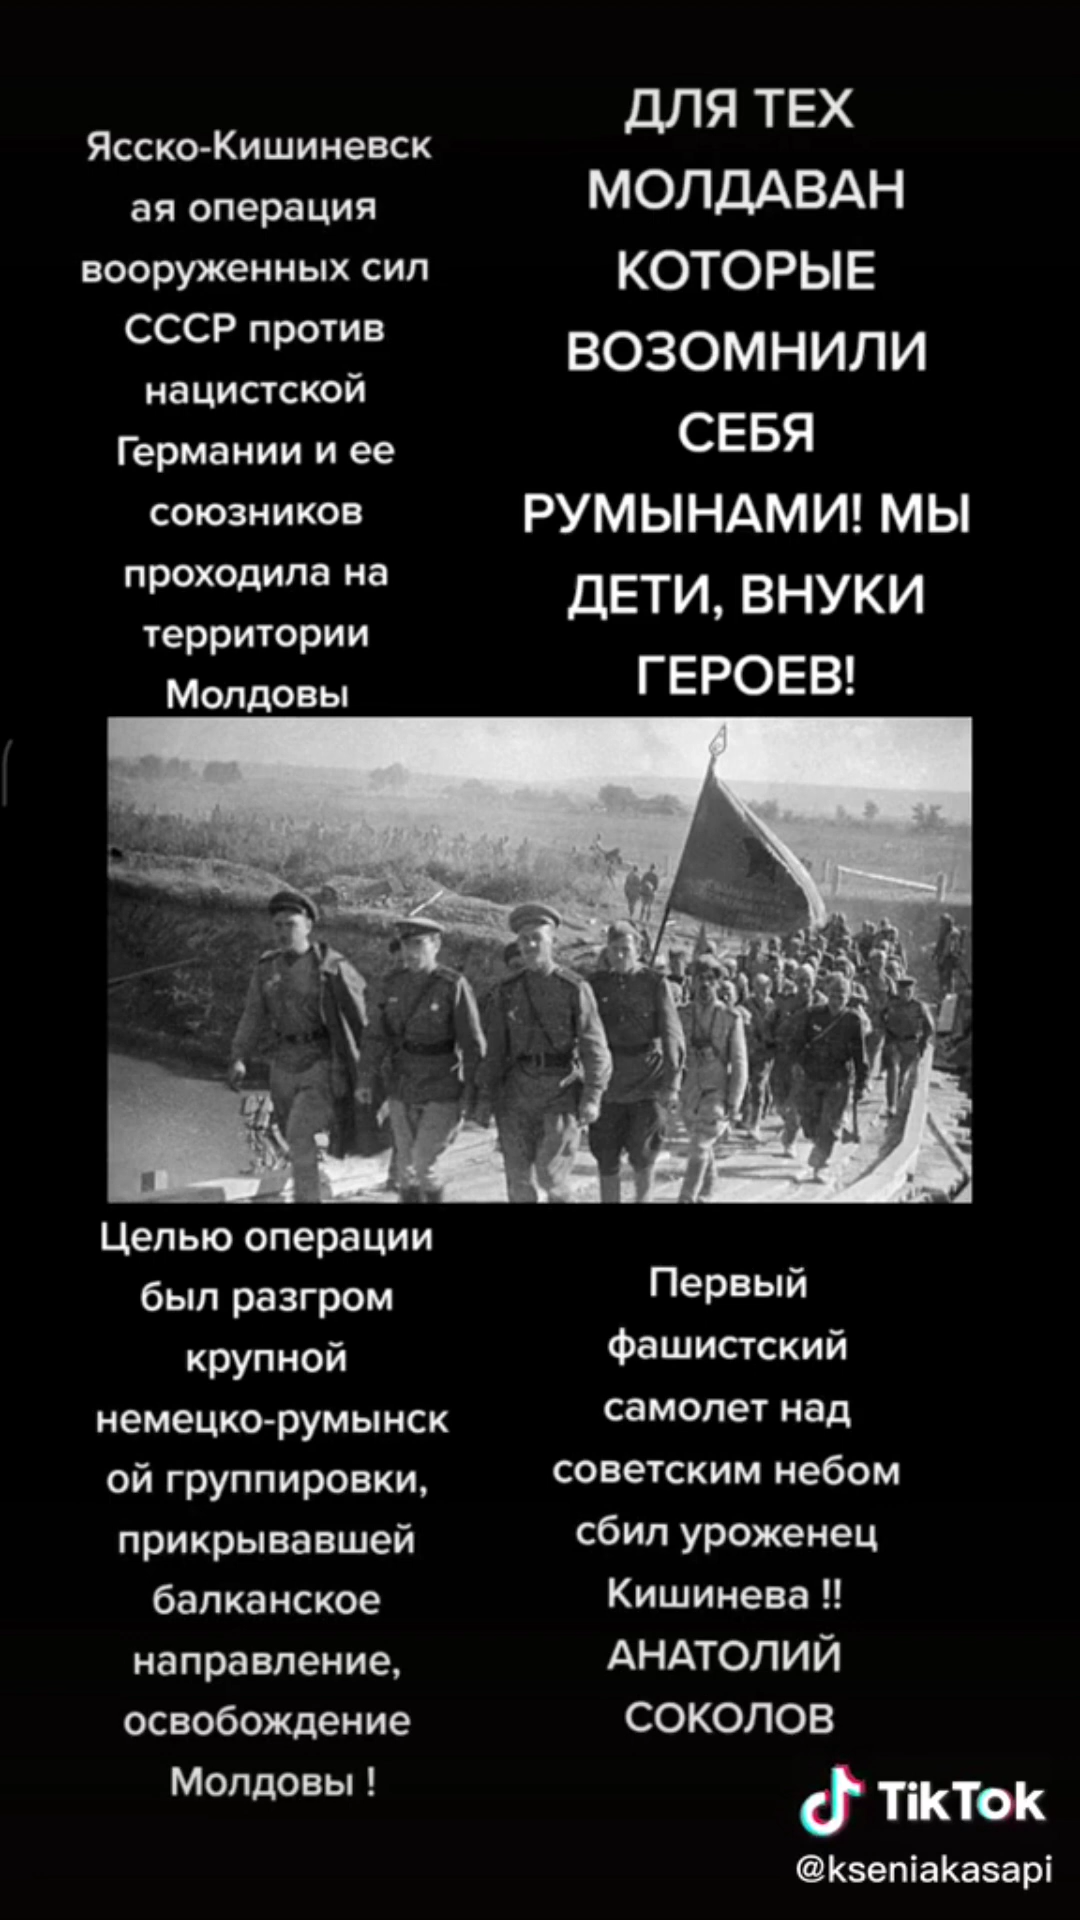 Ясско-Кишиневск
ая операция
вооруженных сил
СССР против
нацистской
Германии и ее
союзников
проходила на
территории
Молдовы
ДЛЯ ТЕХ
МОЛДАВАН
КОТОРЫЕ
ВОЗОМНИЛИ
СЕБЯ
РУМЫНАМИ! МЫ
ДЕТИ, ВНУКИ
ГЕРОЕВ!
Целью операции
был разгром
крупной
немецко-румынск
ой группировки,
прикрывавшей
балканское
направление,
освобождение
Молдовы !
Первый
фашистский
самолет над
советским небом
сбил уроженец
Кишинева !!
АНАТОЛИЙ
СОКОЛОВ
TikTok
@kseniakasapi